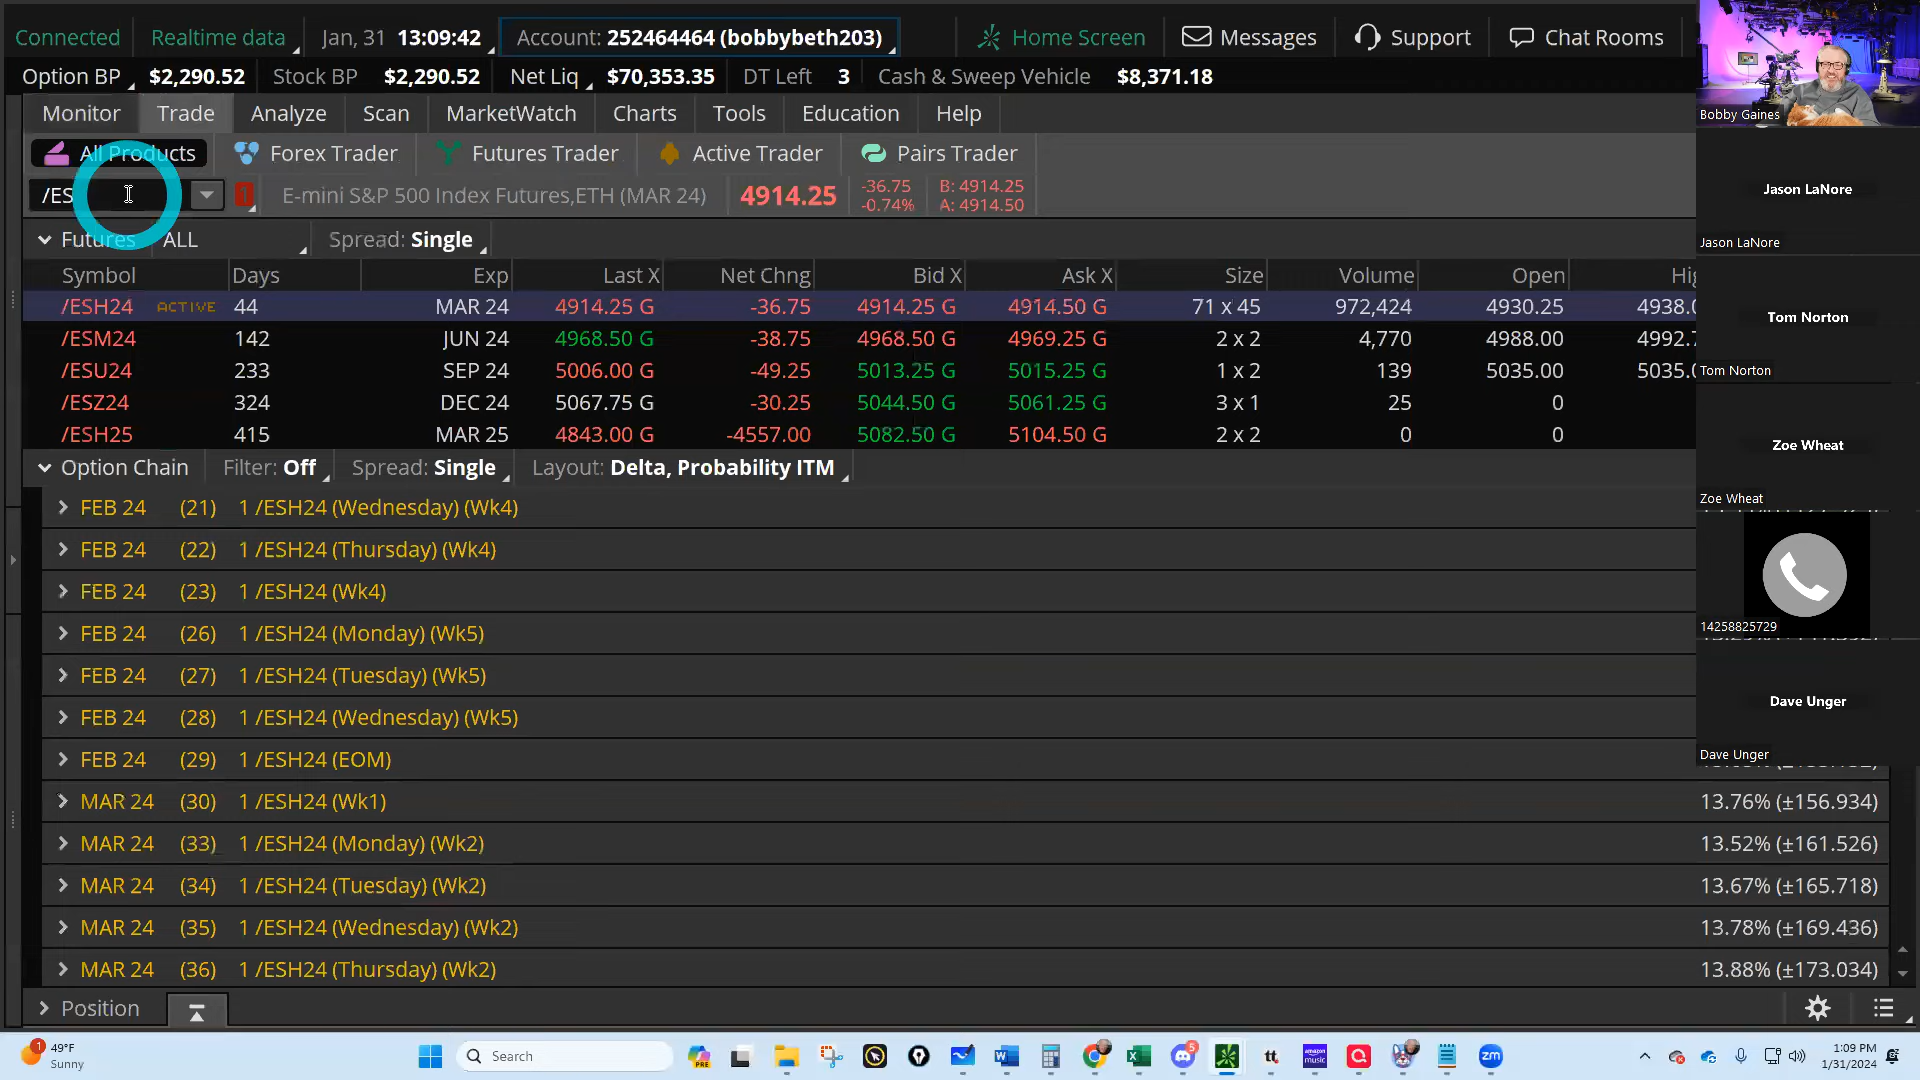 Connected Realtime data Jan, 31 13:09:42 Account: 252464464 (bobbybeth203) Home Screen Messages Support Chat Rooms
Option BP $2,290.52 Stock BP $2,290.52 Net Liq $70,353.35 DT Left 3 Cash & Sweep Vehicle $8,371.18
Monitor Trade Analyze Scan MarketWatch Charts Tools Education Help
Bobby Gaines
All Products Forex Trader Futures Trader Active Trader Pairs Trader
/ES 1 E-mini S&P 500 Index Futures,ETH (MAR 24) 4914.25 -36.75 -0.74% B: 4914.25 A: 4914.50
Jason LaNore
Jason LaNore
Futures ALL Spread: Single
Symbol Days Exp Last X Net Chng Bid X Ask X Size Volume Open
/ESH24 ACTIVE 44 MAR 24 4914.25 G -36.75 4914.25 G 4914.50 G 71 x 45 972,424 4930.25
Tom Norton
/ESM24 142 JUN 24 4968.50 G -38.75 4968.50 G 4969.25 G 2 x 2 4,770 4988.00
/ESU24 233 SEP 24 5006.00 G -49.25 5013.25 G 5015.25 G 1 x 2 139 5035.00
Tom Norton
/ESZ24 324 DEC 24 5067.75 G -30.25 5044.50 G 5061.25 G 3 x 1 25 0
/ESH25 415 MAR 25 4843.00 G -4557.00 5082.50 G 5104.50 G 2 x 2 0 0
Zoe Wheat
Option Chain Filter: Off Spread: Single Layout: Delta, Probability ITM
Zoe Wheat
FEB 24 (21) 1 /ESH24 (Wednesday) (Wk4)
FEB 24 (22) 1 /ESH24 (Thursday) (Wk4)
FEB 24 (23) 1 /ESH24 (Wk4)
14258825729
FEB 24 (26) 1 /ESH24 (Monday) (Wk5)
FEB 24 (27) 1 /ESH24 (Tuesday) (Wk5)
Dave Unger
FEB 24 (28) 1 /ESH24 (Wednesday) (Wk5)
Dave Unger
FEB 24 (29) 1 /ESH24 (EOM)
MAR 24 (30) 1 /ESH24 (Wk1) 13.76% (±156.934)
MAR 24 (33) 1 /ESH24 (Monday) (Wk2) 13.52% (±161.526)
MAR 24 (34) 1 /ESH24 (Tuesday) (Wk2) 13.67% (±165.718)
MAR 24 (35) 1 /ESH24 (Wednesday) (Wk2) 13.78% (±169.436)
MAR 24 (36) 1 /ESH24 (Thursday) (Wk2) 13.88% (±173.034)
Position
1 49°F Sunny Search PRE 5 tt amazon music zm 1:09 PM 1/31/2024